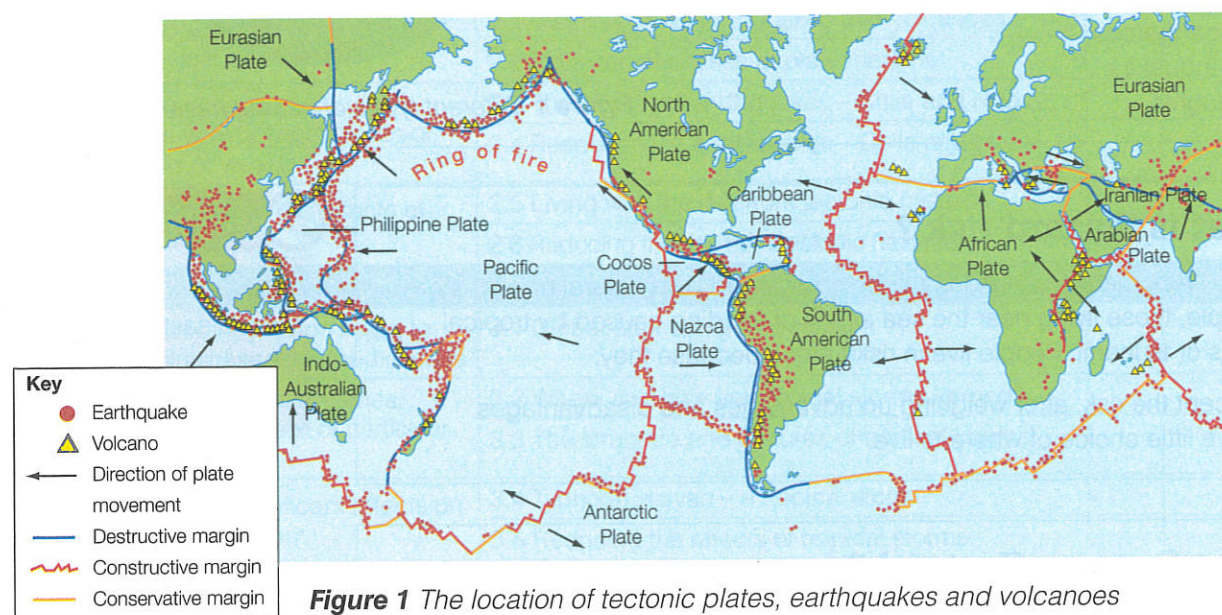 Eurasian
Plate
Ring of fire
North
American
Plate
Eurasian
Plate
Philippine Plate
Caribbean
Plate
Iranian Plate
Cocos
Plate
Pacific
Plate
African
Plate
Arabian
Plate
Nazca
Plate
South
American
Plate
Indo-
Australian
Plate
Antarctic
Plate
Key
Earthquake
Volcano
Direction of plate
movement
Destructive margin
Constructive margin
Conservative margin
Figure 1 The location of tectonic plates, earthquakes and volcanoes